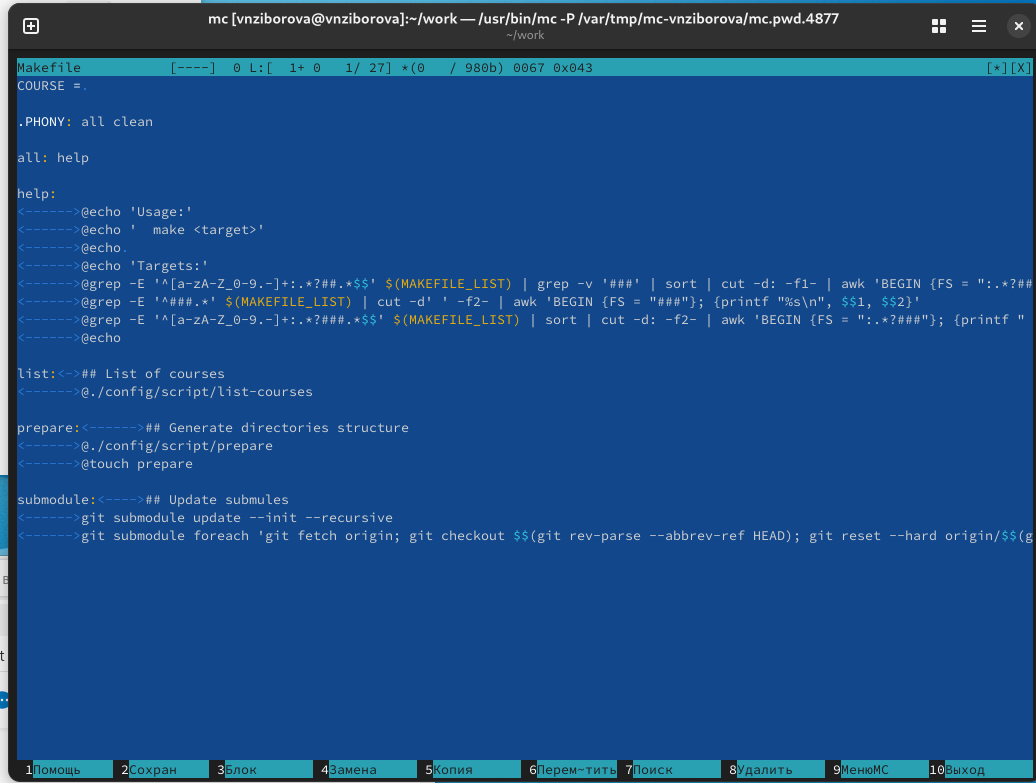 mc [vnziborova@vnziborova]:~/work — /usr/bin/mc -P /var/tmp/mc-vnziborova/mc.pwd.4877
~/work
Makefile [----] 0 L:[ 1+ 0 1/ 27] *(0 / 980b) 0067 0x043 [*][X]
COURSE =.
.PHONY: all clean
all: help
help:
<------>@echo 'Usage:'
<------>@echo '  make <target>'
<------>@echo.
<------>@echo 'Targets:'
<------>@grep -E '^[a-zA-Z_0-9.-]+:.*?##.*$$' $(MAKEFILE_LIST) | grep -v '###' | sort | cut -d: -f1- | awk 'BEGIN {FS = ":.*?##
<------>@grep -E '^###.*' $(MAKEFILE_LIST) | cut -d' ' -f2- | awk 'BEGIN {FS = "###"}; {printf "%s\n", $$1, $$2}'
<------>@grep -E '^[a-zA-Z_0-9.-]+:.*?###.*$$' $(MAKEFILE_LIST) | sort | cut -d: -f2- | awk 'BEGIN {FS = ":.*?###"}; {printf "
<------>@echo
list:<->## List of courses
<------>@./config/script/list-courses
prepare:<------>## Generate directories structure
<------>@./config/script/prepare
<------>@touch prepare
submodule:<---->## Update submules
<------>git submodule update --init --recursive
<------>git submodule foreach 'git fetch origin; git checkout $$(git rev-parse --abbrev-ref HEAD); git reset --hard origin/$$(g
1Помощь 2Сохран 3Блок 4Замена 5Копия 6Перем~тить 7Поиск 8Удалить 9МенюМС 10Выход